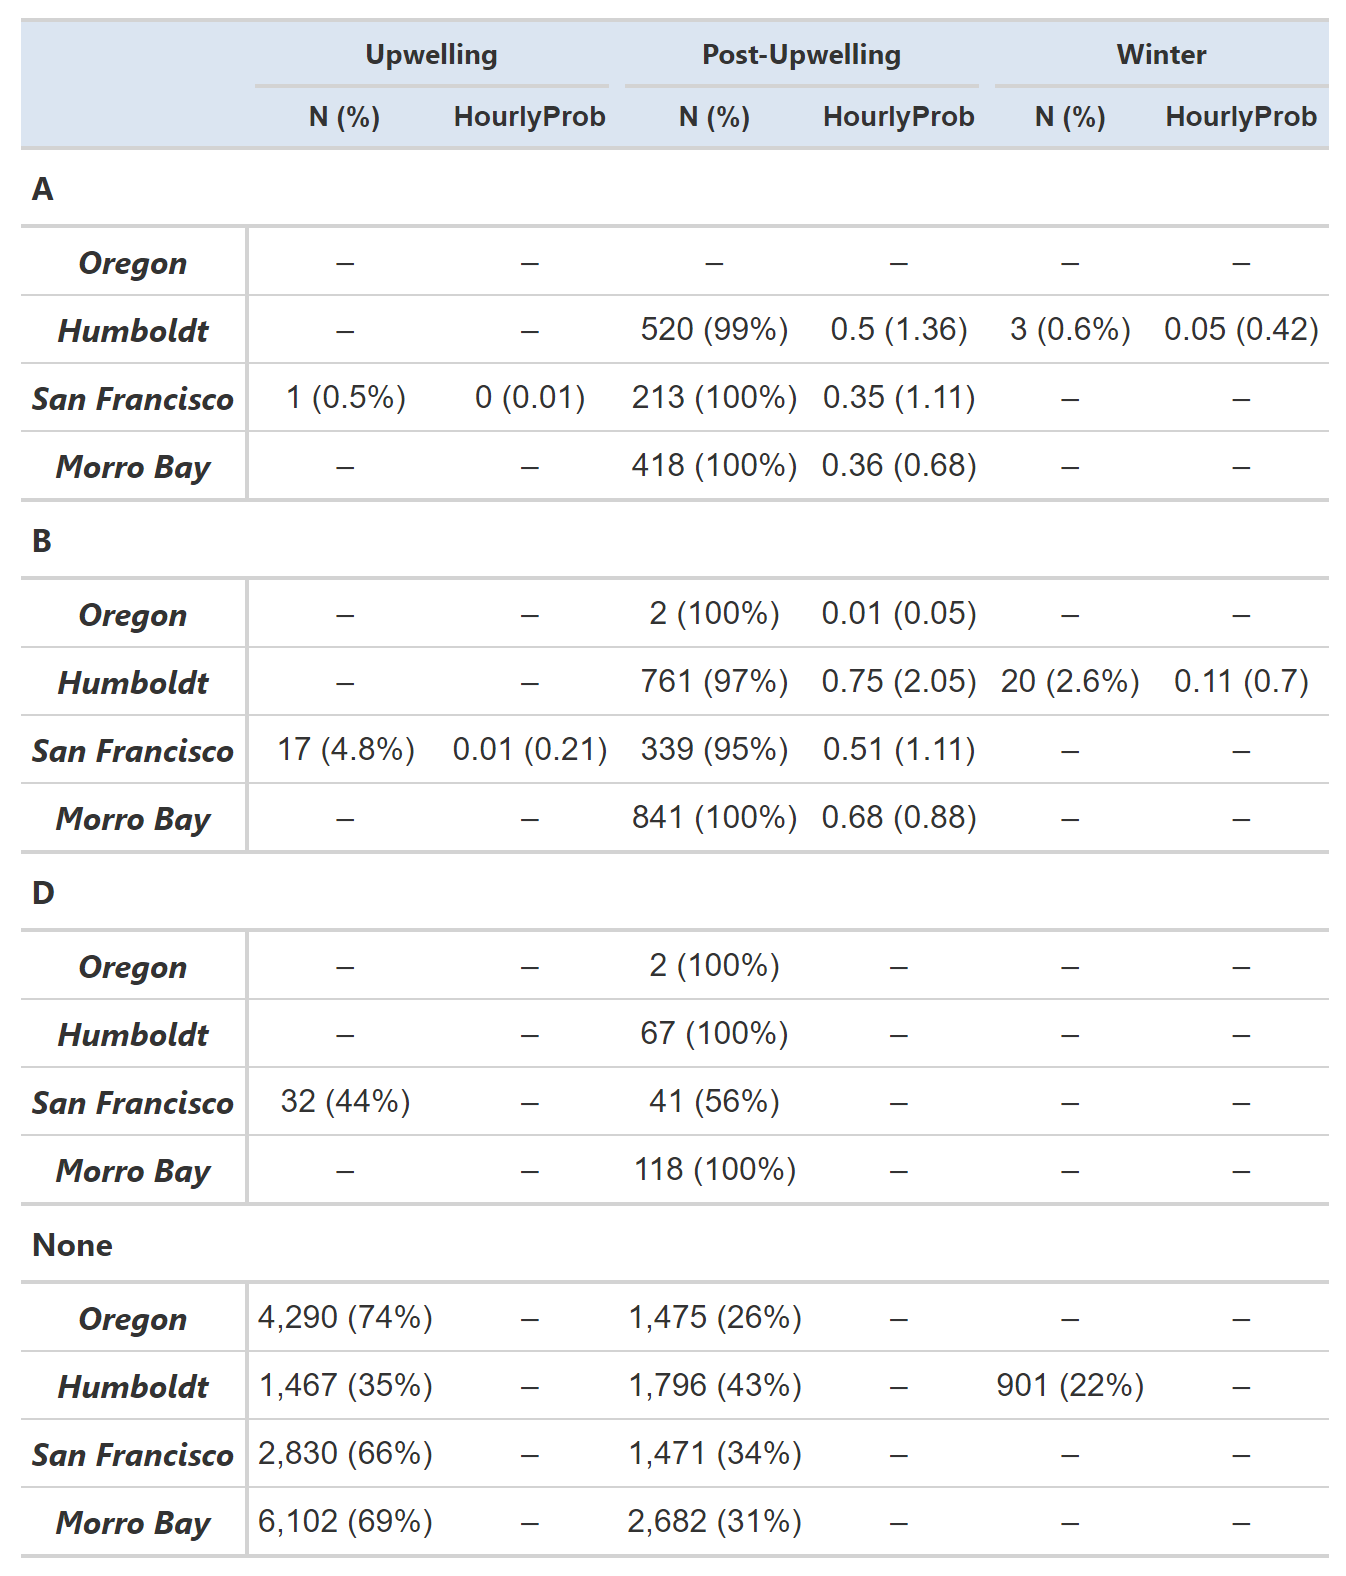 Upwelling Post-Upwelling Winter
N (%) HourlyProb N (%) HourlyProb N (%) HourlyProb
A
Oregon – – – – – –
Humboldt – – 520 (99%) 0.5 (1.36) 3 (0.6%) 0.05 (0.42)
San Francisco 1 (0.5%) 0 (0.01) 213 (100%) 0.35 (1.11) – –
Morro Bay – – 418 (100%) 0.36 (0.68) – –
B
Oregon – – 2 (100%) 0.01 (0.05) – –
Humboldt – – 761 (97%) 0.75 (2.05) 20 (2.6%) 0.11 (0.7)
San Francisco 17 (4.8%) 0.01 (0.21) 339 (95%) 0.51 (1.11) – –
Morro Bay – – 841 (100%) 0.68 (0.88) – –
D
Oregon – – 2 (100%) – – –
Humboldt – – 67 (100%) – – –
San Francisco 32 (44%) – 41 (56%) – – –
Morro Bay – – 118 (100%) – – –
None
Oregon 4,290 (74%) – 1,475 (26%) – – –
Humboldt 1,467 (35%) – 1,796 (43%) – 901 (22%) –
San Francisco 2,830 (66%) – 1,471 (34%) – – –
Morro Bay 6,102 (69%) – 2,682 (31%) – – –